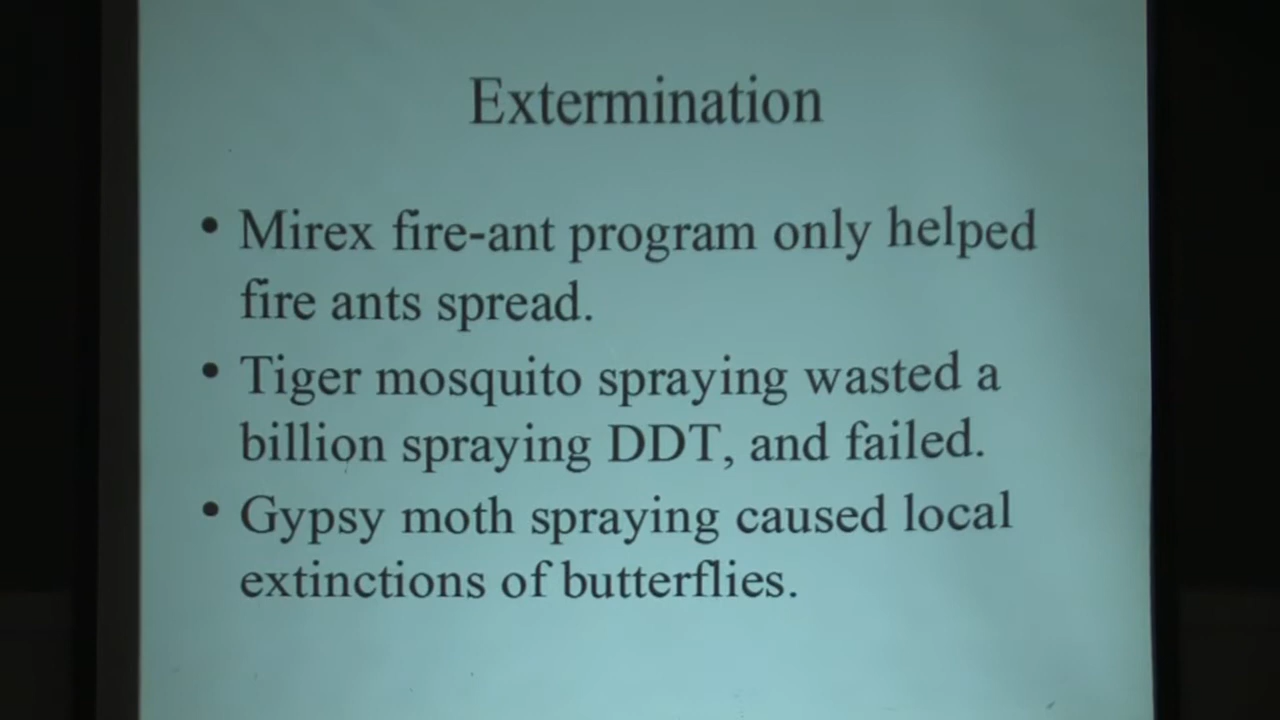 Extermination
• Mirex fire-ant program only helped
fire ants spread.
• Tiger mosquito spraying wasted a
billion spraying DDT, and failed.
• Gypsy moth spraying caused local
extinctions of butterflies.